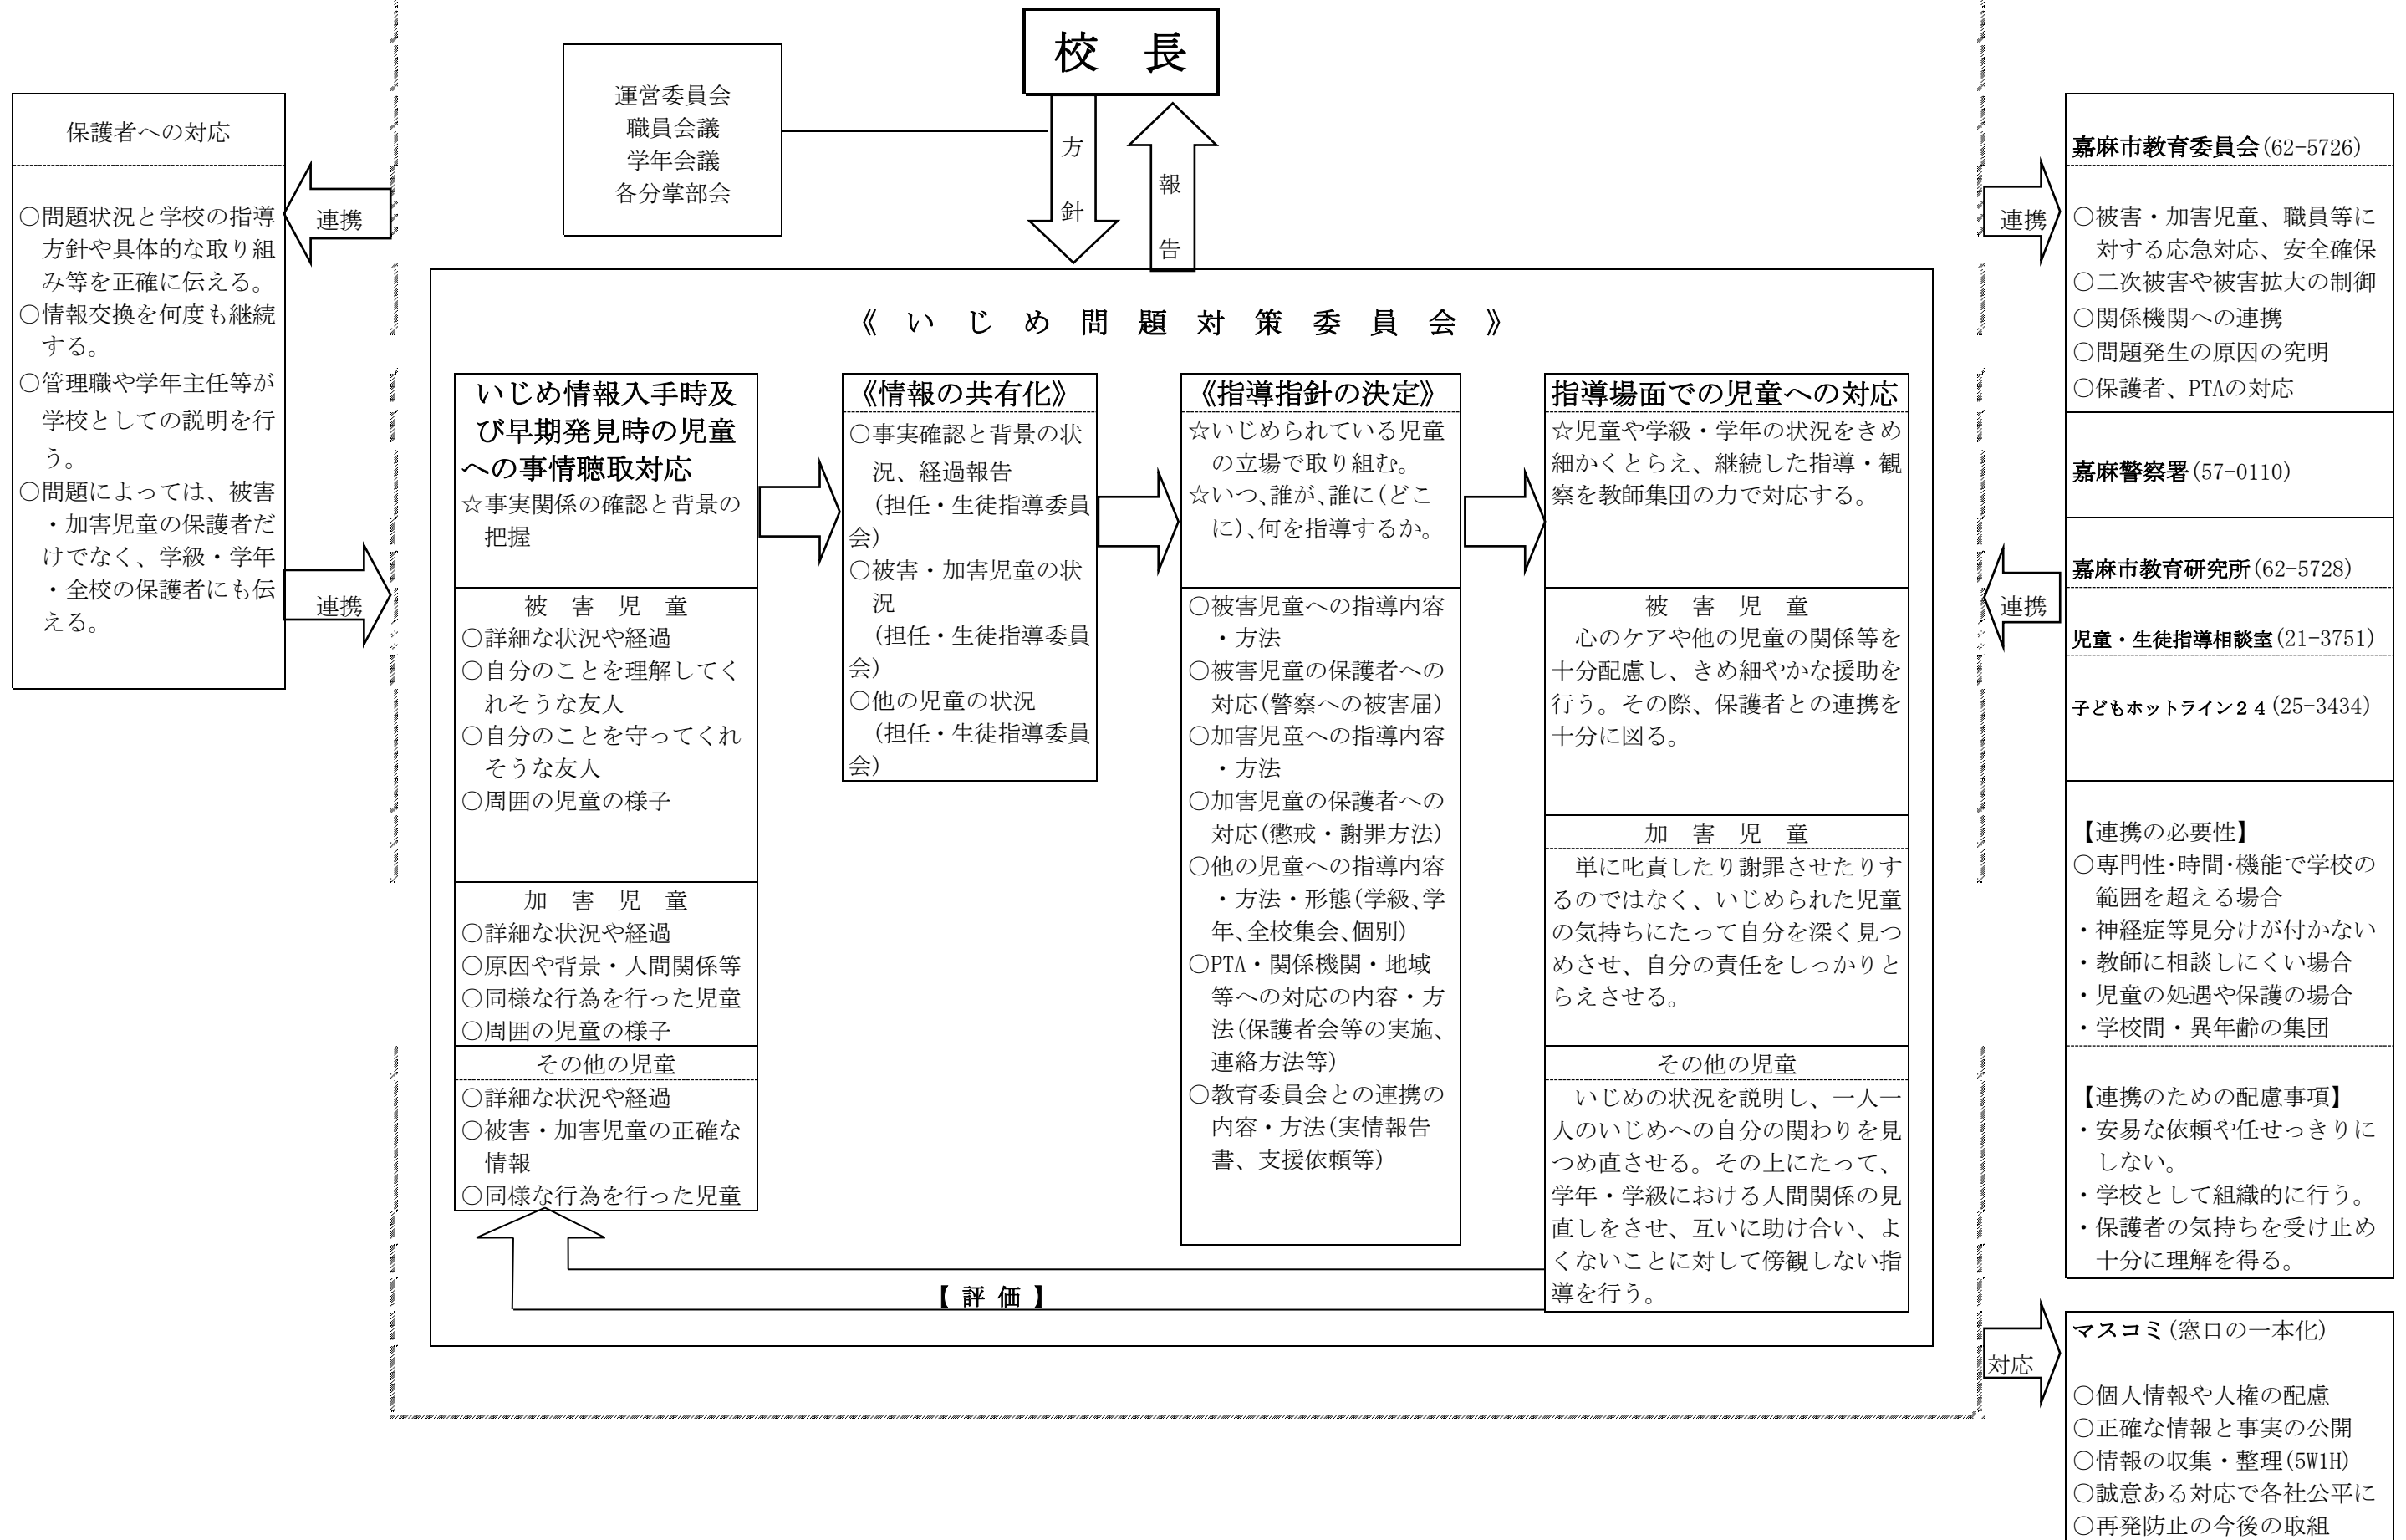 校　長
運営委員会
職員会議
学年会議
各分掌部会
方
針
報
告
保護者への対応
○問題状況と学校の指導
方針や具体的な取り組
み等を正確に伝える。
○情報交換を何度も継続
する。
○管理職や学年主任等が
学校としての説明を行
う。
○問題によっては、被害
・加害児童の保護者だ
けでなく、学級・学年
・全校の保護者にも伝
える。
連携
連携
《いじめ問題対策委員会》
いじめ情報入手時及
び早期発見時の児童
への事情聴取対応
☆事実関係の確認と背景の
把握
被害児童
○詳細な状況や経過
○自分のことを理解してく
れそうな友人
○自分のことを守ってくれ
そうな友人
○周囲の児童の様子
加害児童
○詳細な状況や経過
○原因や背景・人間関係等
○同様な行為を行った児童
○周囲の児童の様子
その他の児童
○詳細な状況や経過
○被害・加害児童の正確な
情報
○同様な行為を行った児童
《情報の共有化》
○事実確認と背景の状
況、経過報告
(担任・生徒指導委員
会)
○被害・加害児童の状
況
(担任・生徒指導委員
会)
○他の児童の状況
(担任・生徒指導委員
会)
《指導指針の決定》
☆いじめられている児童
の立場で取り組む。
☆いつ、誰が、誰に(どこ
に)、何を指導するか。
○被害児童への指導内容
・方法
○被害児童の保護者への
対応(警察への被害届)
○加害児童への指導内容
・方法
○加害児童の保護者への
対応(懲戒・謝罪方法)
○他の児童への指導内容
・方法・形態(学級、学
年、全校集会、個別)
○PTA・関係機関・地域
等への対応の内容・方
法(保護者会等の実施、
連絡方法等)
○教育委員会との連携の
内容・方法(実情報告
書、支援依頼等)
指導場面での児童への対応
☆児童や学級・学年の状況をきめ
細かくとらえ、継続した指導・観
察を教師集団の力で対応する。
被害児童
心のケアや他の児童の関係等を
十分配慮し、きめ細やかな援助を
行う。その際、保護者との連携を
十分に図る。
加害児童
単に叱責したり謝罪させたりす
るのではなく、いじめられた児童
の気持ちにたって自分を深く見つ
めさせ、自分の責任をしっかりと
らえさせる。
その他の児童
いじめの状況を説明し、一人一
人のいじめへの自分の関わりを見
つめ直させる。その上にたって、
学年・学級における人間関係の見
直しをさせ、互いに助け合い、よ
くないことに対して傍観しない指
導を行う。
【評価】
連携
連携
対応
嘉麻市教育委員会(62-5726)
○被害・加害児童、職員等に
対する応急対応、安全確保
○二次被害や被害拡大の制御
○関係機関への連携
○問題発生の原因の究明
○保護者、PTAの対応
嘉麻警察署(57-0110)
嘉麻市教育研究所(62-5728)
児童・生徒指導相談室(21-3751)
子どもホットライン２４(25-3434)
【連携の必要性】
○専門性・時間・機能で学校の
範囲を超える場合
・神経症等見分けが付かない
・教師に相談しにくい場合
・児童の処遇や保護の場合
・学校間・異年齢の集団
【連携のための配慮事項】
・安易な依頼や任せっきりに
しない。
・学校として組織的に行う。
・保護者の気持ちを受け止め
十分に理解を得る。
マスコミ(窓口の一本化)
○個人情報や人権の配慮
○正確な情報と事実の公開
○情報の収集・整理(5W1H)
○誠意ある対応で各社公平に
○再発防止の今後の取組